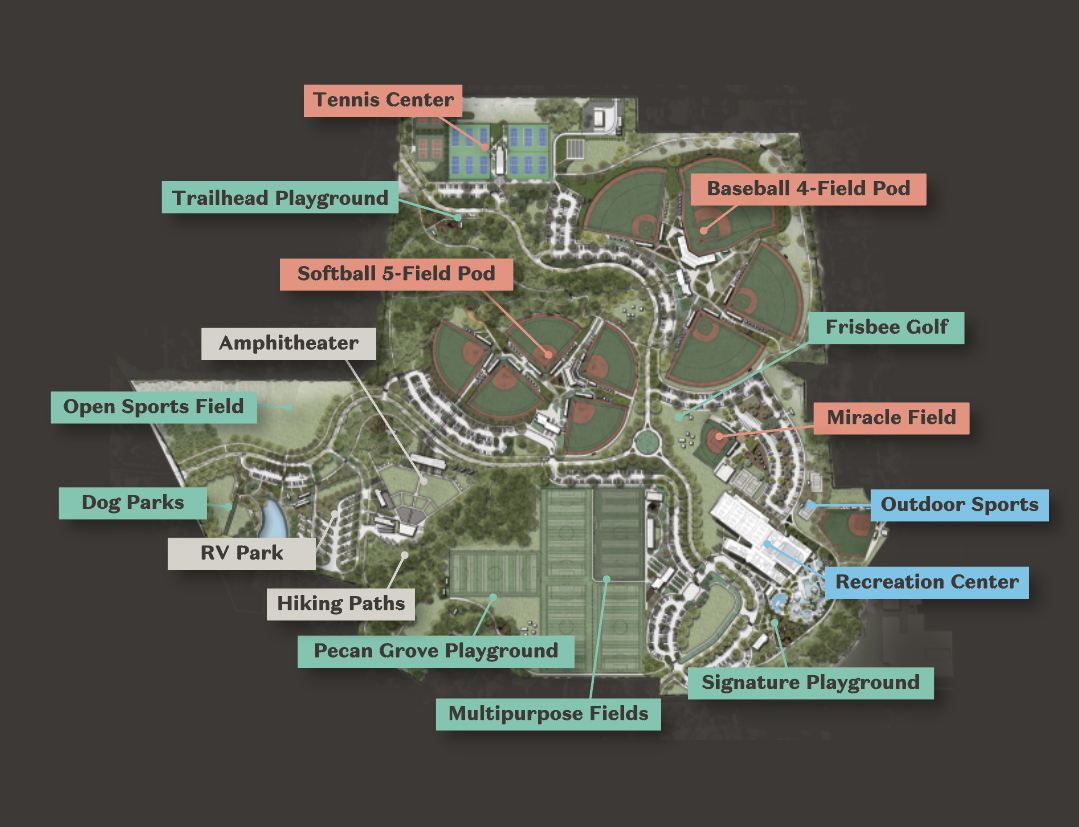 Tennis Center
Baseball 4-Field Pod
Trailhead Playground
Softball 5-Field Pod
Frisbee Golf
Amphitheater
Open Sports Field
Miracle Field
Dog Parks
Outdoor Sports
RV Park
Recreation Center
Hiking Paths
Pecan Grove Playground
Signature Playground
Multipurpose Fields